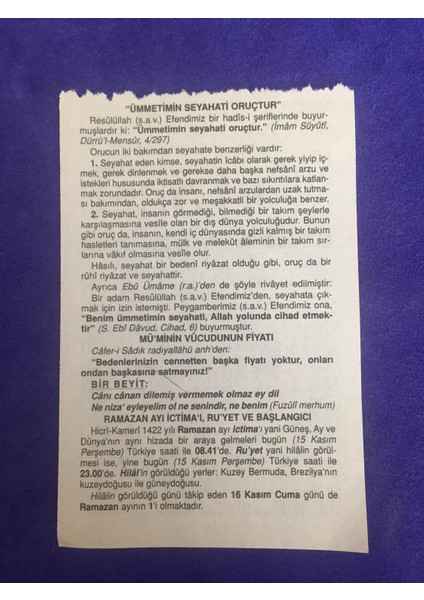 "ÜMMETİMİN SEYAHATİ ORUÇTUR"
Resûlüllah (s.a.v.) Efendimiz bir hadîs-i şeriflerinde buyur-
muşlardır ki: "Ümmetimin seyahati oruçtur." (İmâm Süyûtî,
Dürrü'l-Mensûr, 4/297)
Orucun iki bakımdan seyahate benzerliği vardır:
1. Seyahat eden kimse, seyahatin îcâbı olarak gerek yiyip iç-
mek, gerek dinlenmek ve gerekse daha başka nefsânî arzu ve
istekleri hususunda iktisatlı davranmak ve bazı sıkıntılara katlan-
mak zorundadır. Oruç da insanı, nefsânî arzulardan uzak tutma-
sı bakımından, oldukça zor ve meşakkatli bir yolculuğa benzer.
2. Seyahat, insanın görmediği, bilmediği bir takım şeylerle
karşılaşmasına vesîle olan bir dış dünya yolculuğudur. Bunun
gibi oruç da, insanın, kendi iç dünyasında gizli kalmış bir takım
hasletleri tanımasına, mülk ve melekût âleminin bir takım sır-
larına vâkıf olmasına vesîle olur.
Hâsılı, seyahat bir bedenî riyâzat olduğu gibi, oruç da bir
rûhî riyâzat ve seyahattir.
Ayrıca Ebû Ümâme (r.a.)'den de şöyle rivâyet edilmiştir:
Bir adam Resûlüllah (s.a.v.) Efendimiz'den, seyahata çık-
mak için izin istemişti. Peygamberimiz (s.a.v.) Efendimiz ona,
"Benim ümmetimin seyahati, Allah yolunda cihad etmek-
tir" (S. Ebî Dâvud, Cihad, 6) buyurmuştur.
MÜ'MİNİN VÜCUDUNUN FİYATI
Câfer-i Sâdık radıyallâhü anh'den:
"Bedenlerinizin cennetten başka fiyatı yoktur, onları
ondan başkasına satmayınız!"
BİR BEYİT:
Cânı cânan dilemiş vermemek olmaz ey dil
Ne niza' eyleyelim ol ne senindir, ne benim (Fuzûlî merhum)
RAMAZAN AYI İCTİMA'I, RU'YET VE BAŞLANGICI
Hicrî-Kamerî 1422 yılı Ramazan ayı ictima'ı yani Güneş, Ay ve
Dünya'nın aynı hizada bir araya gelmeleri bugün (15 Kasım
Perşembe) Türkiye saati ile 08.41'de. Ru'yet yani hilâlin görül-
mesi ise, yine bugün (15 Kasım Perşembe) Türkiye saati ile
23.00'de. Hilâl'in görüldüğü yerler: Kuzey Bermuda, Brezilya'nın
kuzeydoğusu ile güneydoğusu.
Hilâlin görüldüğü günü tâkip eden 16 Kasım Cuma günü de
Ramazan ayının 1'i olmaktadır.